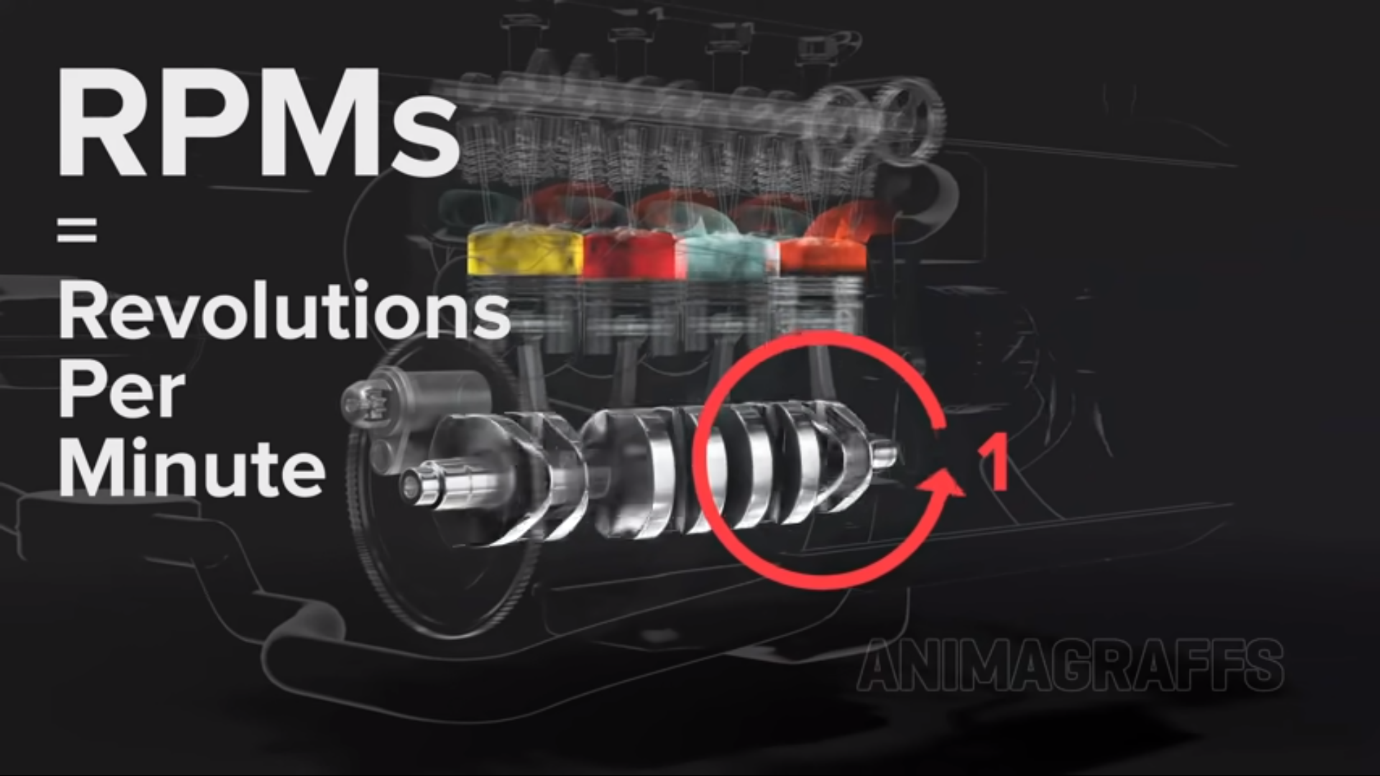 RPMs
=
Revolutions
Per
Minute
1
ANIMAGRAFFS